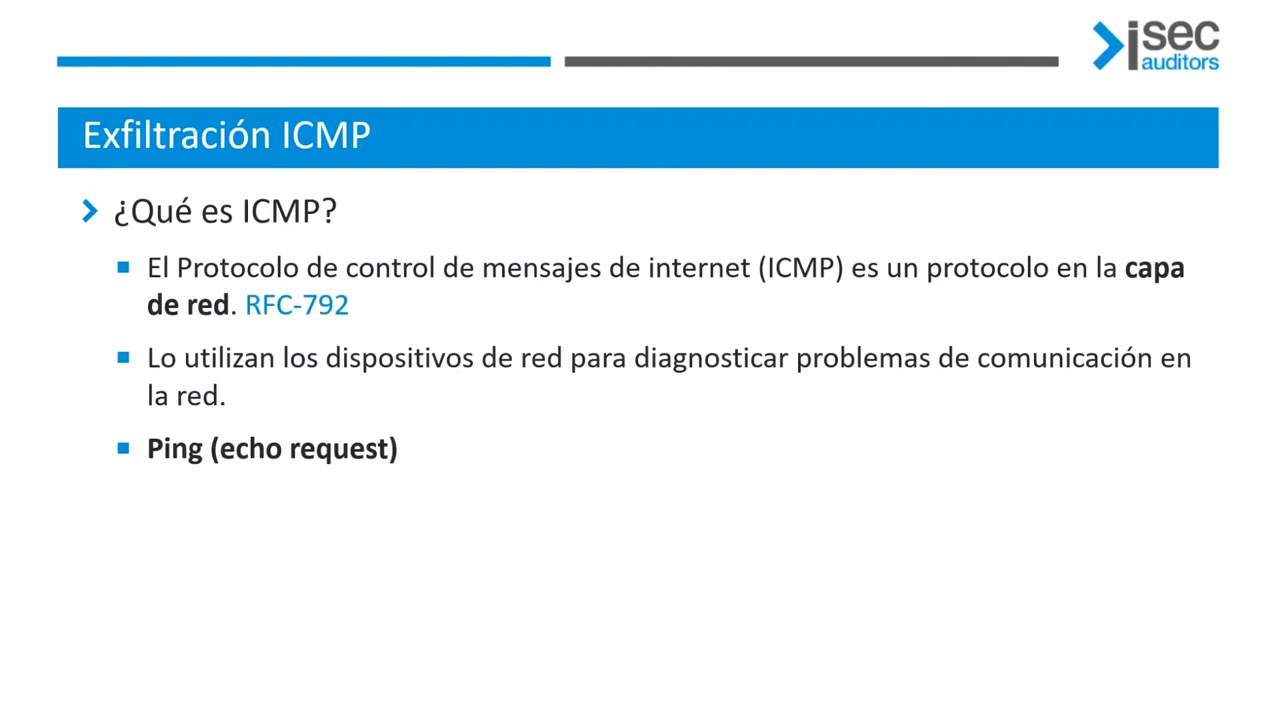 isec
auditors
Exfiltración ICMP
¿Qué es ICMP?
El Protocolo de control de mensajes de internet (ICMP) es un protocolo en la capa
de red. RFC-792
Lo utilizan los dispositivos de red para diagnosticar problemas de comunicación en
la red.
Ping (echo request)